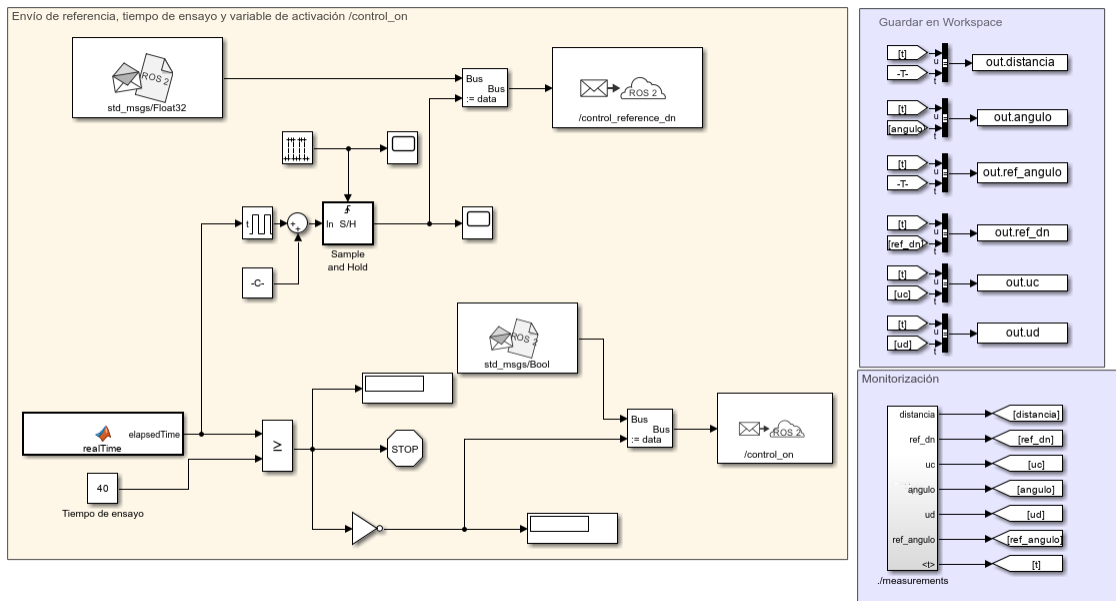 Envío de referencia, tiempo de ensayo y variable de activación /control_on
ROS 2
std_msgs/Float32
Bus
Bus
:= data
ROS 2
/control_reference_dn
t
+
+
In S/H
Sample
and Hold
-C-
ROS 2
std_msgs/Bool
elapsedTime
realTime
≥
40
Tiempo de ensayo
STOP
Bus
Bus
:= data
ROS 2
/control_on
Guardar en Workspace
[t]
u
-T-
t
out.distancia
[t]
u
[angulo]
t
out.angulo
[t]
u
-T-
t
out.ref_angulo
[t]
u
[ref_dn]
t
out.ref_dn
[t]
u
[uc]
t
out.uc
[t]
u
[ud]
t
out.ud
Monitorización
distancia
[distancia]
ref_dn
[ref_dn]
uc
[uc]
angulo
[angulo]
ud
[ud]
ref_angulo
[ref_angulo]
<t>
[t]
./measurements